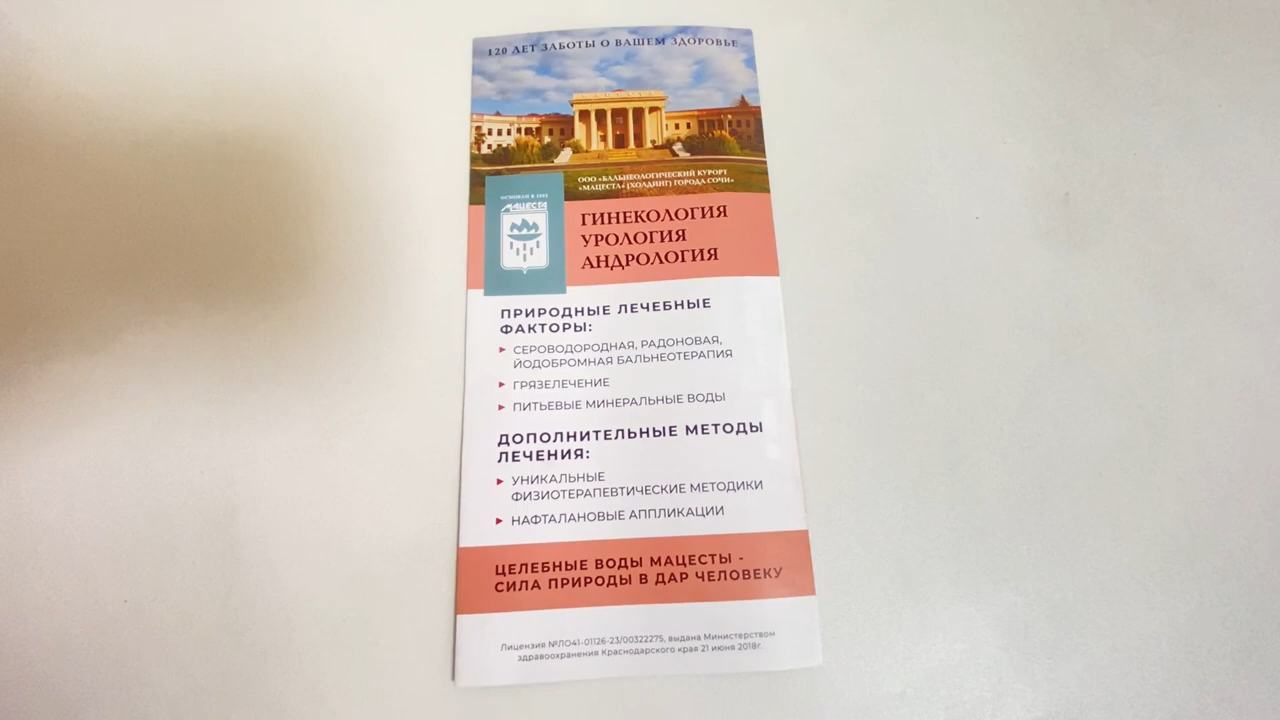 120 ЛЕТ ЗАБОТЫ О ВАШЕМ ЗДОРОВЬЕ
ООО «БАЛЬНЕОЛОГИЧЕСКИЙ КУРОРТ
«МАЦЕСТА» (ХОЛДИНГ) ГОРОДА СОЧИ»
ОСНОВАН В 1902
МАЦЕСТА
ГИНЕКОЛОГИЯ
УРОЛОГИЯ
АНДРОЛОГИЯ
ПРИРОДНЫЕ ЛЕЧЕБНЫЕ
ФАКТОРЫ:
СЕРОВОДОРОДНАЯ, РАДОНОВАЯ,
ЙОДОБРОМНАЯ БАЛЬНЕОТЕРАПИЯ
ГРЯЗЕЛЕЧЕНИЕ
ПИТЬЕВЫЕ МИНЕРАЛЬНЫЕ ВОДЫ
ДОПОЛНИТЕЛЬНЫЕ МЕТОДЫ
ЛЕЧЕНИЯ:
УНИКАЛЬНЫЕ
ФИЗИОТЕРАПЕВТИЧЕСКИЕ МЕТОДИКИ
НАФТАЛАНОВЫЕ АППЛИКАЦИИ
ЦЕЛЕБНЫЕ ВОДЫ МАЦЕСТЫ -
СИЛА ПРИРОДЫ В ДАР ЧЕЛОВЕКУ
Лицензия №ЛО41-01126-23/00322275, выдана Министерством
здравоохранения Краснодарского края 21 июня 2018г.